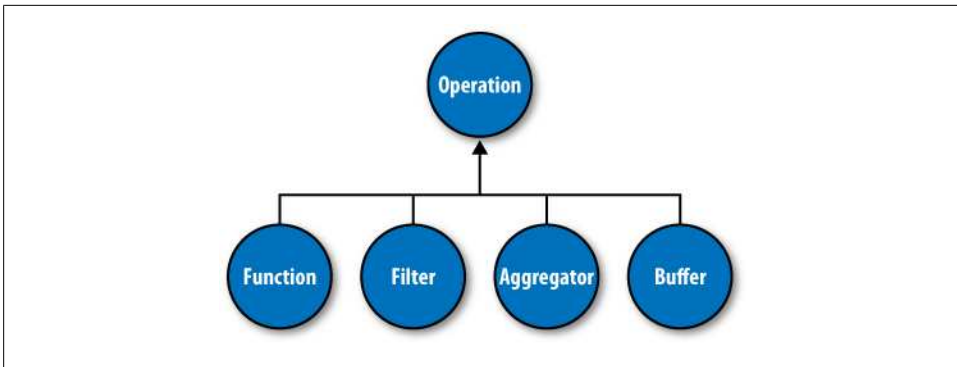 Operation
Function
Filter
Aggregator
Buffer